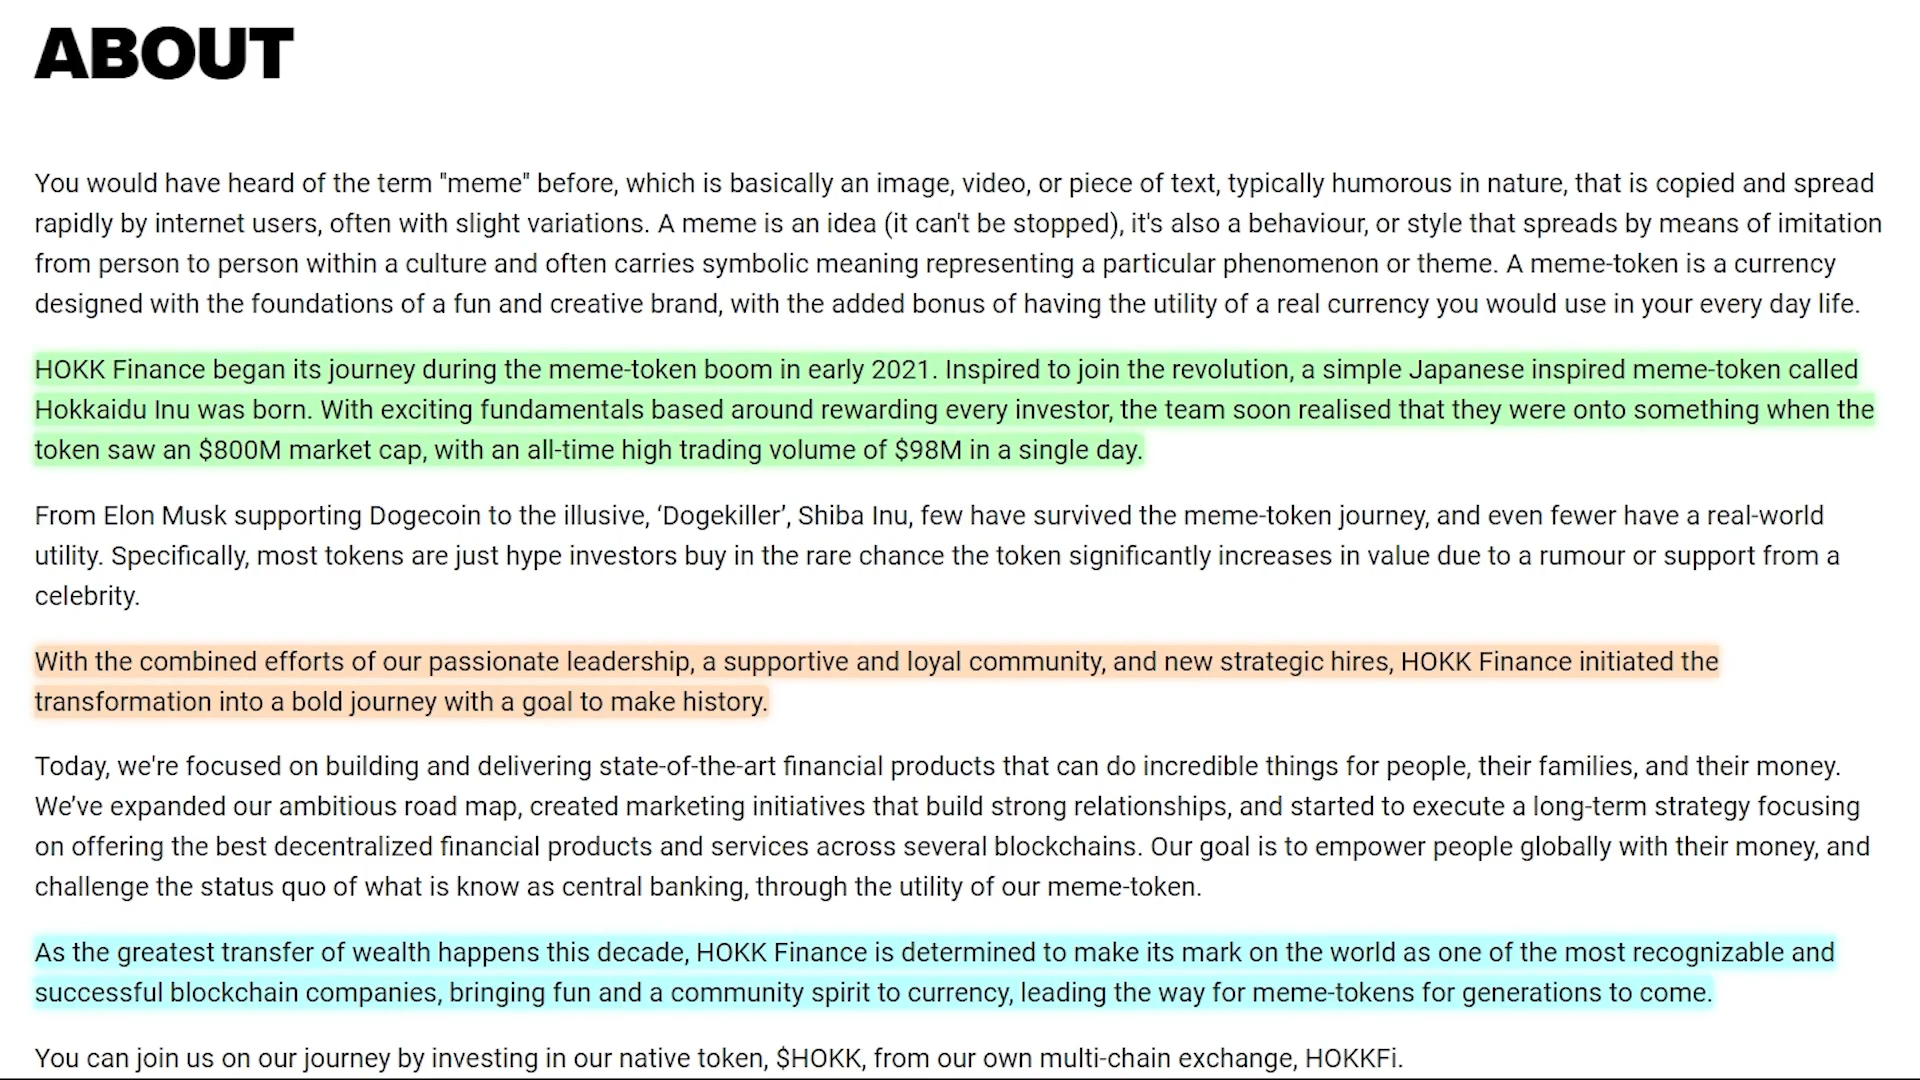 ABOUT
You would have heard of the term "meme" before, which is basically an image, video, or piece of text, typically humorous in nature, that is copied and spread
rapidly by internet users, often with slight variations. A meme is an idea (it can't be stopped), it's also a behaviour, or style that spreads by means of imitation
from person to person within a culture and often carries symbolic meaning representing a particular phenomenon or theme. A meme-token is a currency
designed with the foundations of a fun and creative brand, with the added bonus of having the utility of a real currency you would use in your every day life.
HOKK Finance began its journey during the meme-token boom in early 2021. Inspired to join the revolution, a simple Japanese inspired meme-token called
Hokkaidu Inu was born. With exciting fundamentals based around rewarding every investor, the team soon realised that they were onto something when the
token saw an $800M market cap, with an all-time high trading volume of $98M in a single day.
From Elon Musk supporting Dogecoin to the illusive, ‘Dogekiller’, Shiba Inu, few have survived the meme-token journey, and even fewer have a real-world
utility. Specifically, most tokens are just hype investors buy in the rare chance the token significantly increases in value due to a rumour or support from a
celebrity.
With the combined efforts of our passionate leadership, a supportive and loyal community, and new strategic hires, HOKK Finance initiated the
transformation into a bold journey with a goal to make history.
Today, we're focused on building and delivering state-of-the-art financial products that can do incredible things for people, their families, and their money.
We’ve expanded our ambitious road map, created marketing initiatives that build strong relationships, and started to execute a long-term strategy focusing
on offering the best decentralized financial products and services across several blockchains. Our goal is to empower people globally with their money, and
challenge the status quo of what is know as central banking, through the utility of our meme-token.
As the greatest transfer of wealth happens this decade, HOKK Finance is determined to make its mark on the world as one of the most recognizable and
successful blockchain companies, bringing fun and a community spirit to currency, leading the way for meme-tokens for generations to come.
You can join us on our journey by investing in our native token, $HOKK, from our own multi-chain exchange, HOKKFi.